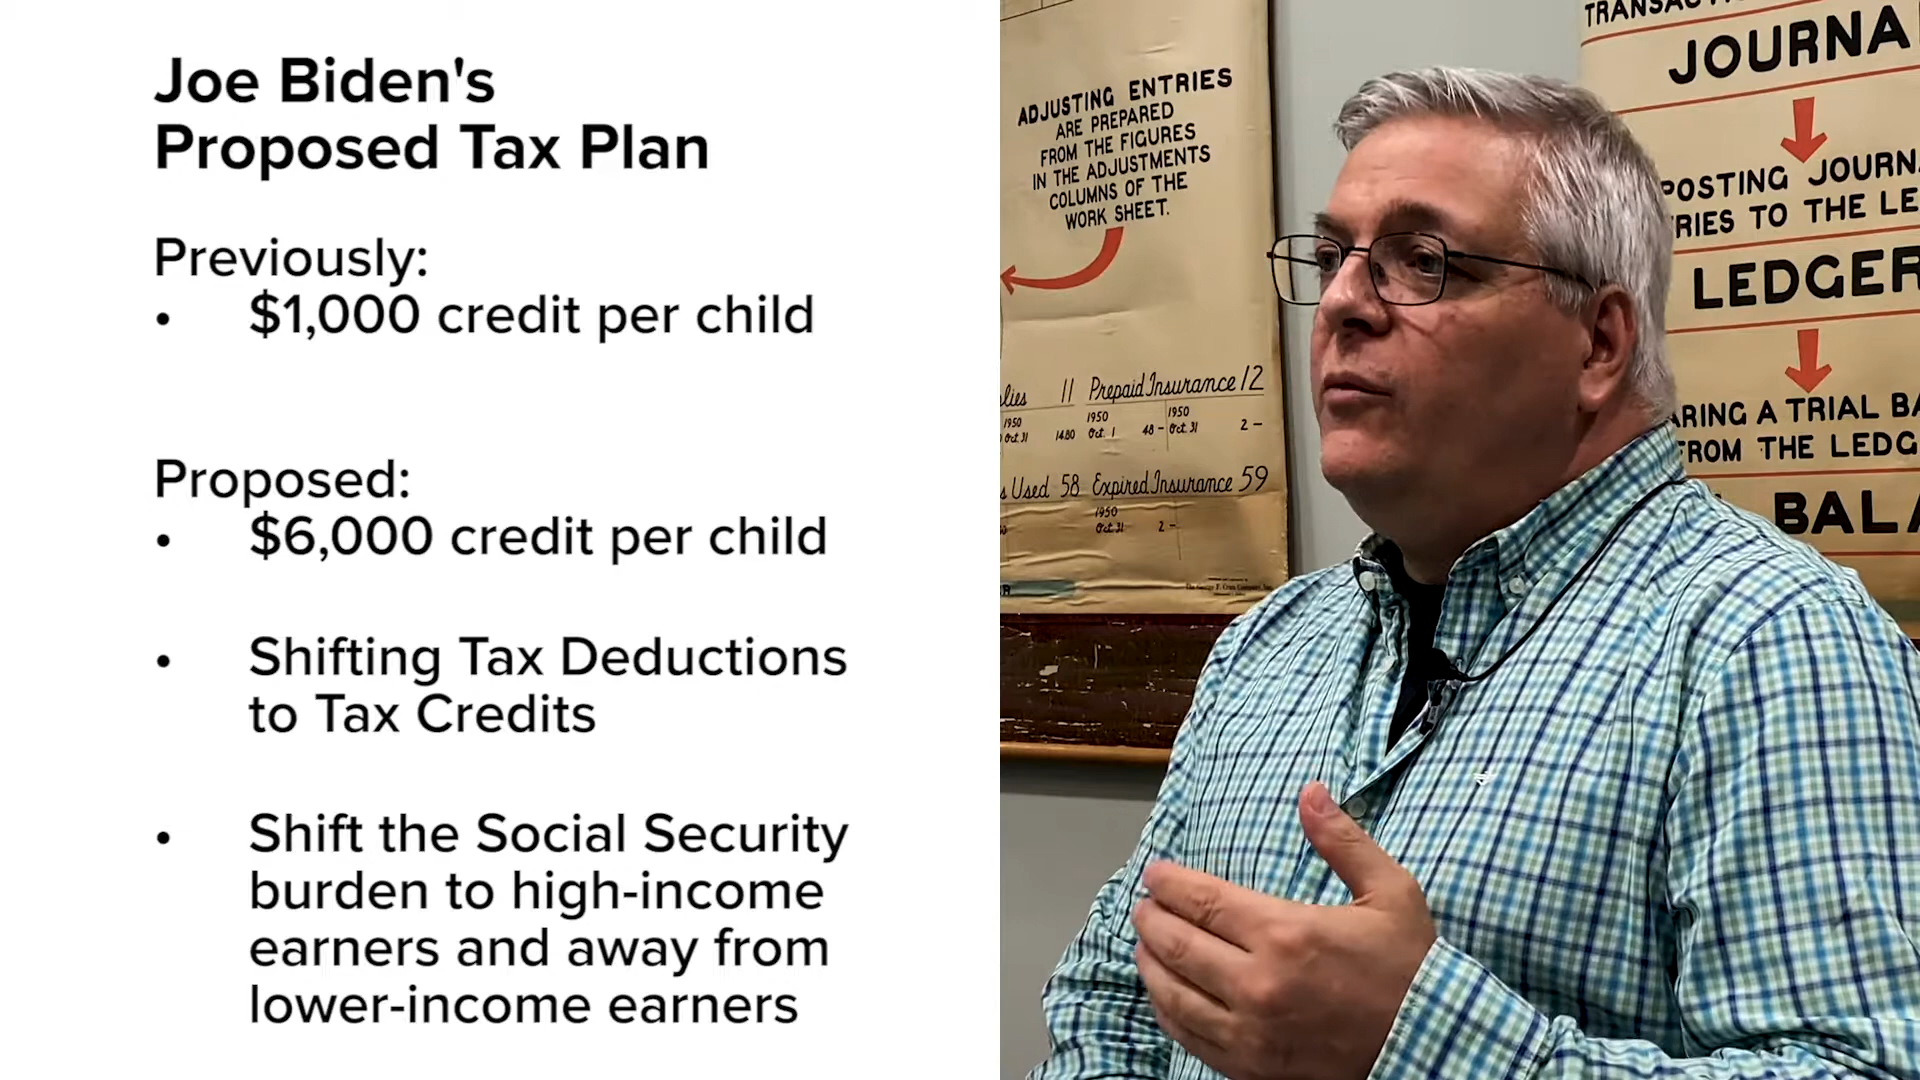 Joe Biden's
Proposed Tax Plan
Previously:
• $1,000 credit per child
Proposed:
• $6,000 credit per child
• Shifting Tax Deductions
to Tax Credits
• Shift the Social Security
burden to high-income
earners and away from
lower-income earners
ADJUSTING ENTRIES
ARE PREPARED
FROM THE FIGURES
IN THE ADJUSTMENTS
COLUMNS OF THE
WORK SHEET.
lies 11 Prepaid Insurance 12
1950 1950 1950
Oct. 31 1480 Oct. 1 48 - Oct. 31 2 -
s Used 58 Expired Insurance 59
1950
Oct. 31 2 -
JOURNA
POSTING JOURN
RIES TO THE LE
LEDGER
ARING A TRIAL BA
FROM THE LEDG
BALA